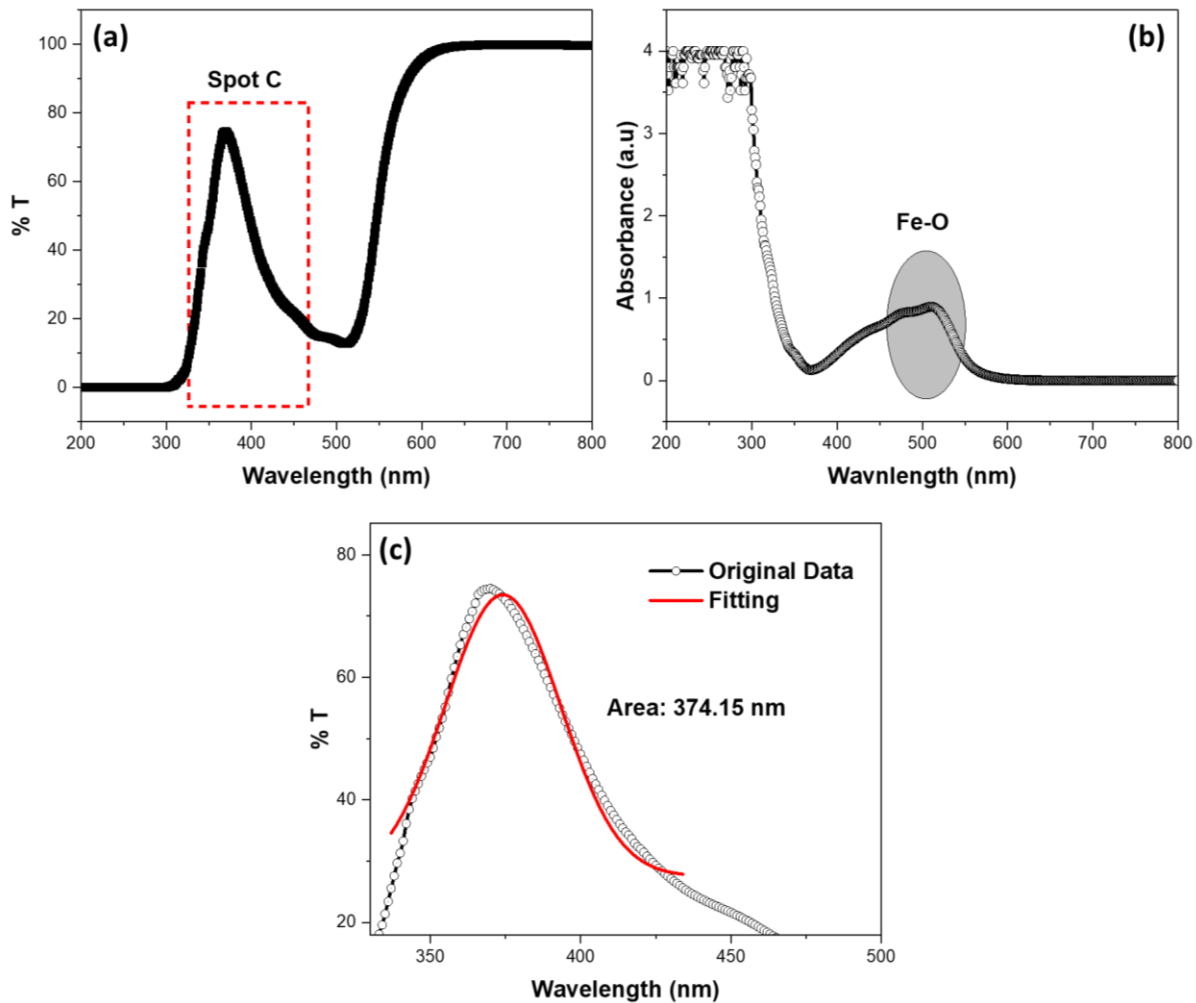 (a)
Spot C
% T
100
80
60
40
20
0
200 300 400 500 600 700 800
Wavelength (nm)
(b)
Fe-O
Absorbance (a.u)
4
3
2
1
0
200 300 400 500 600 700 800
Wavnlength (nm)
(c)
Original Data
Fitting
Area: 374.15 nm
% T
80
60
40
20
350 400 450 500
Wavelength (nm)